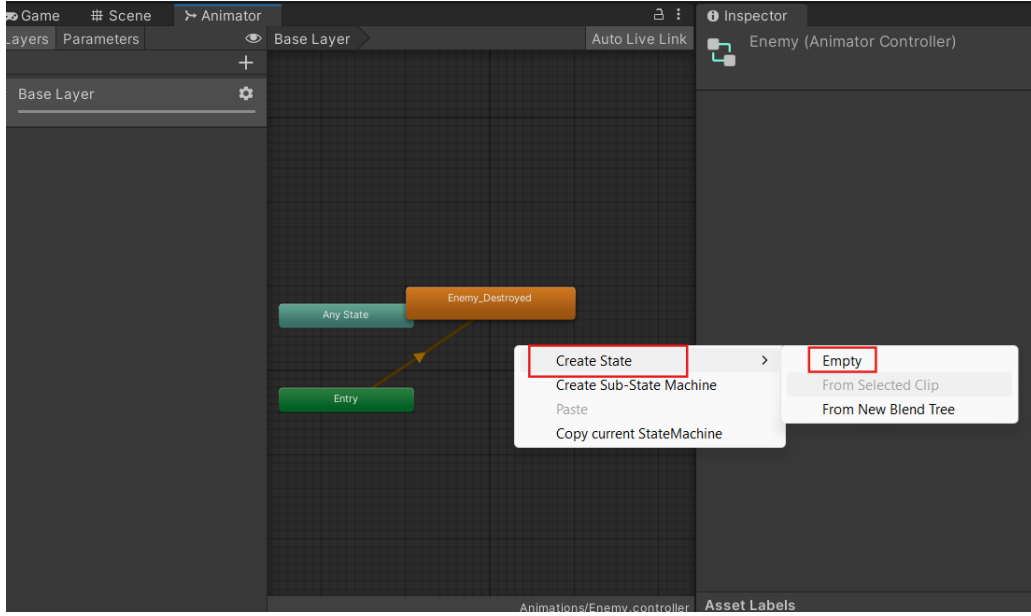 Game
Scene
Animator
Inspector
Layers
Parameters
Base Layer
Auto Live Link
Enemy (Animator Controller)
Base Layer
Enemy_Destroyed
Any State
Entry
Create State
Create Sub-State Machine
Paste
Copy current StateMachine
Empty
From Selected Clip
From New Blend Tree
Animations/Enemy.controller
Asset Labels